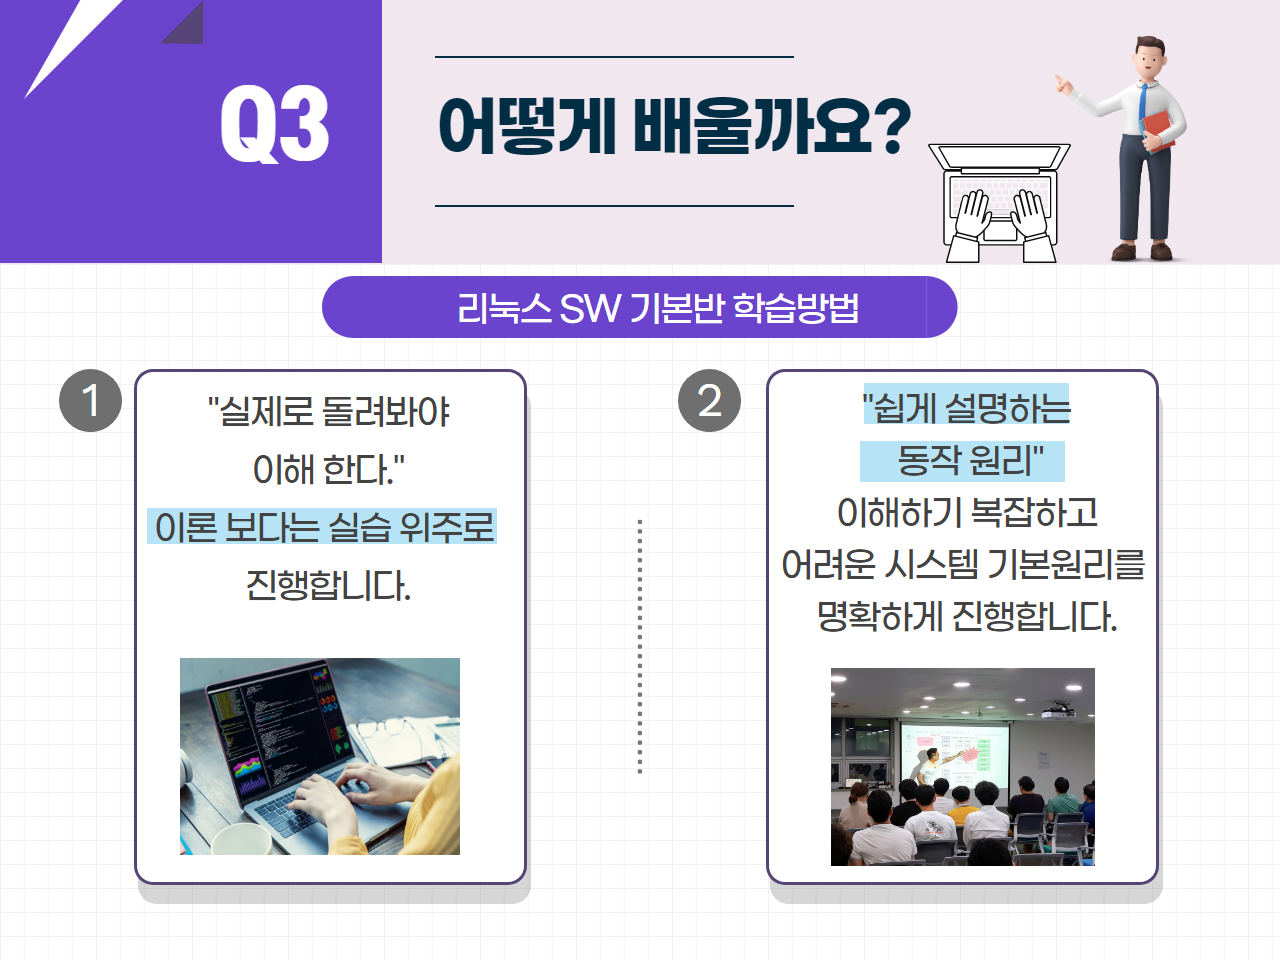 Q3
어떻게 배울까요?
리눅스 SW 기본반 학습방법
1
"실제로 돌려봐야
이해 한다."
이론 보다는 실습 위주로
진행합니다.
2
"쉽게 설명하는
동작 원리"
이해하기 복잡하고
어려운 시스템 기본원리를
명확하게 진행합니다.